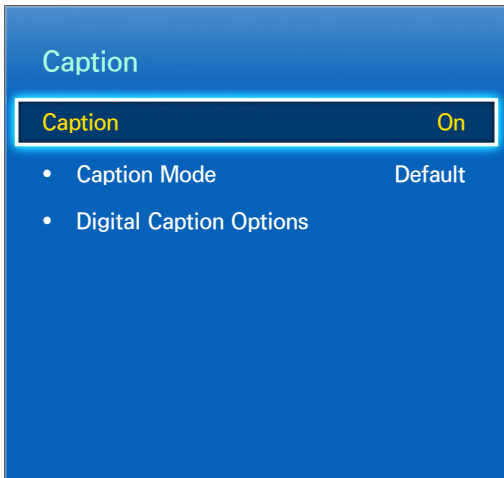 Caption
Caption On
• Caption Mode Default
• Digital Caption Options